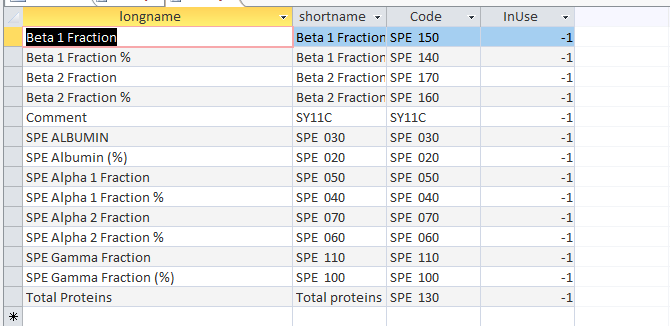 longname shortname Code InUse
Beta 1 Fraction Beta 1 Fraction SPE 150 -1
Beta 1 Fraction % Beta 1 Fraction SPE 140 -1
Beta 2 Fraction Beta 2 Fraction SPE 170 -1
Beta 2 Fraction % Beta 2 Fraction SPE 160 -1
Comment SY11C SY11C -1
SPE ALBUMIN SPE 030 SPE 030 -1
SPE Albumin (%) SPE 020 SPE 020 -1
SPE Alpha 1 Fraction SPE 050 SPE 050 -1
SPE Alpha 1 Fraction % SPE 040 SPE 040 -1
SPE Alpha 2 Fraction SPE 070 SPE 070 -1
SPE Alpha 2 Fraction % SPE 060 SPE 060 -1
SPE Gamma Fraction SPE 110 SPE 110 -1
SPE Gamma Fraction (%) SPE 100 SPE 100 -1
Total Proteins Total proteins SPE 130 -1